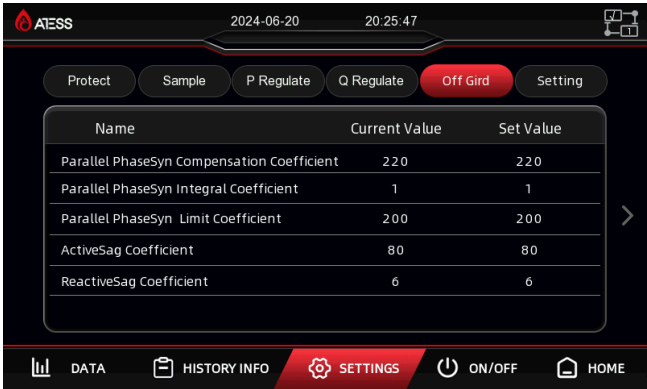 ATESS 2024-06-20 20:25:47
1
Protect Sample P Regulate Q Regulate Off Gird Setting
Name Current Value Set Value
Parallel PhaseSyn Compensation Coefficient 220 220
Parallel PhaseSyn Integral Coefficient 1 1
Parallel PhaseSyn Limit Coefficient 200 200
ActiveSag Coefficient 80 80
ReactiveSag Coefficient 6 6
DATA HISTORY INFO SETTINGS ON/OFF HOME